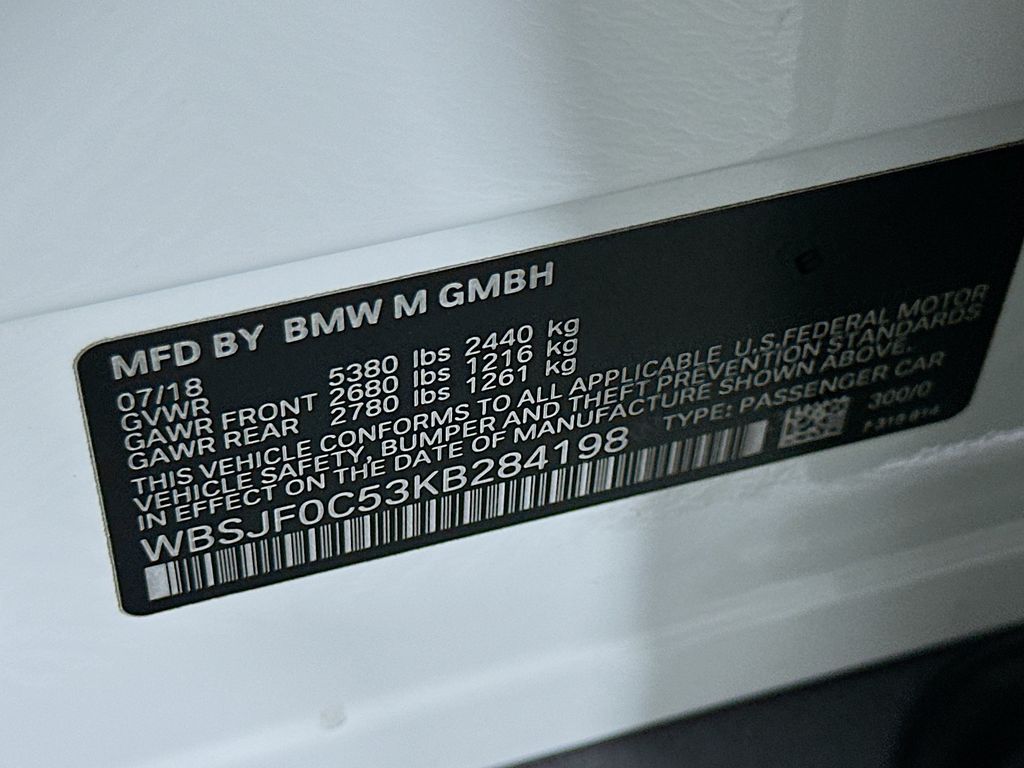 MFD BY BMW M GMBH
07/18
GVWR 5380 lbs 2440 kg
GAWR FRONT 2680 lbs 1216 kg
GAWR REAR 2780 lbs 1261 kg
THIS VEHICLE CONFORMS TO ALL APPLICABLE U.S.FEDERAL MOTOR
VEHICLE SAFETY, BUMPER AND THEFT PREVENTION STANDARDS
IN EFFECT ON THE DATE OF MANUFACTURE SHOWN ABOVE.
WBSJF0C53KB284198 TYPE: PASSENGER CAR
300/0